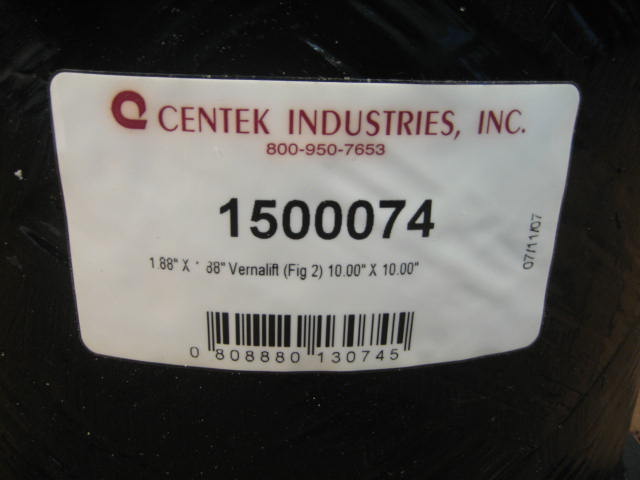 CENTEK INDUSTRIES, INC.
800-950-7653
1500074
1.88" X 88" Vernalift (Fig 2) 10.00" X 10.00"
07/11/07
0 808880 130745